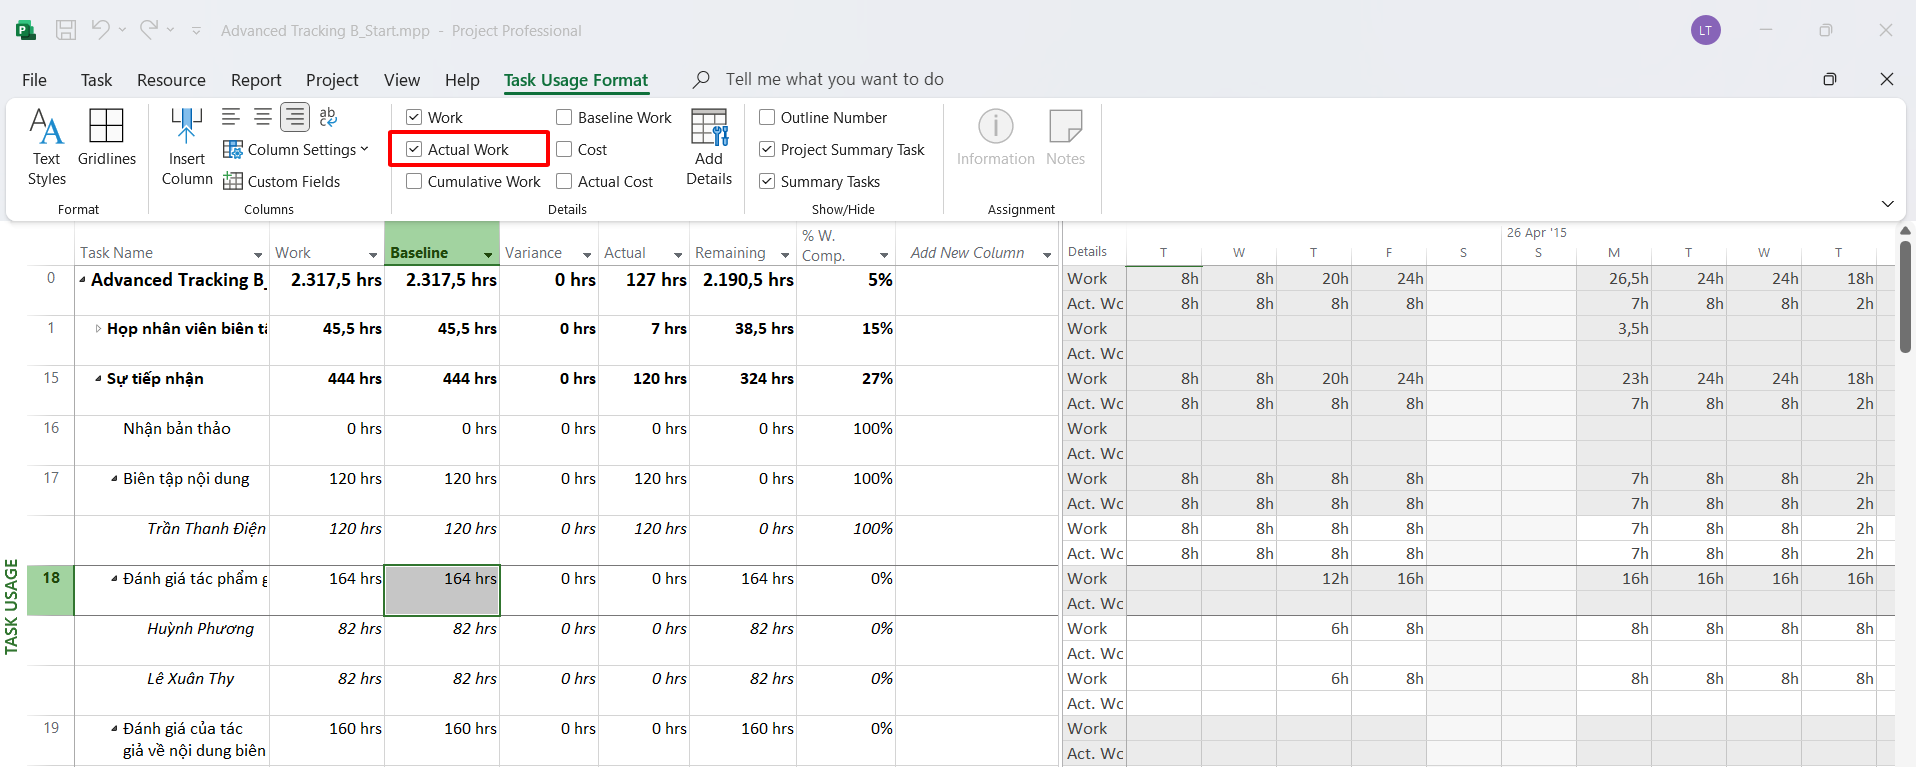 Advanced Tracking B_Start.mpp - Project Professional
LT
File Task Resource Report Project View Help Task Usage Format Tell me what you want to do
Text Styles
Gridlines
Format
Insert Column
Column Settings
Custom Fields
Columns
Work
Actual Work
Cumulative Work
Baseline Work
Cost
Actual Cost
Add Details
Details
Outline Number
Project Summary Task
Summary Tasks
Show/Hide
Information
Notes
Assignment
TASK USAGE
Task Name Work Baseline Variance Actual Remaining % W. Comp. Add New Column
0 Advanced Tracking B_ 2.317,5 hrs 2.317,5 hrs 0 hrs 127 hrs 2.190,5 hrs 5%
1 Họp nhân viên biên tậ 45,5 hrs 45,5 hrs 0 hrs 7 hrs 38,5 hrs 15%
15 Sự tiếp nhận 444 hrs 444 hrs 0 hrs 120 hrs 324 hrs 27%
16 Nhận bản thảo 0 hrs 0 hrs 0 hrs 0 hrs 0 hrs 100%
17 Biên tập nội dung 120 hrs 120 hrs 0 hrs 120 hrs 0 hrs 100%
Trần Thanh Điện 120 hrs 120 hrs 0 hrs 120 hrs 0 hrs 100%
18 Đánh giá tác phẩm g 164 hrs 164 hrs 0 hrs 0 hrs 164 hrs 0%
Huỳnh Phương 82 hrs 82 hrs 0 hrs 0 hrs 82 hrs 0%
Lê Xuân Thy 82 hrs 82 hrs 0 hrs 0 hrs 82 hrs 0%
19 Đánh giá của tác 160 hrs 160 hrs 0 hrs 0 hrs 160 hrs 0%
giả về nội dung biên
26 Apr '15
Details T W T F S S M T W T
Work 8h 8h 20h 24h 26,5h 24h 24h 18h
Act. Wc 8h 8h 8h 8h 7h 8h 8h 2h
Work 3,5h
Act. Wc
Work 8h 8h 20h 24h 23h 24h 24h 18h
Act. Wc 8h 8h 8h 8h 7h 8h 8h 2h
Work
Act. Wc
Work 8h 8h 8h 8h 7h 8h 8h 2h
Act. Wc 8h 8h 8h 8h 7h 8h 8h 2h
Work 8h 8h 8h 8h 7h 8h 8h 2h
Act. Wc 8h 8h 8h 8h 7h 8h 8h 2h
Work 12h 16h 16h 16h 16h 16h
Act. Wc
Work 6h 8h 8h 8h 8h 8h
Act. Wc
Work 6h 8h 8h 8h 8h 8h
Act. Wc
Work
Act. Wc